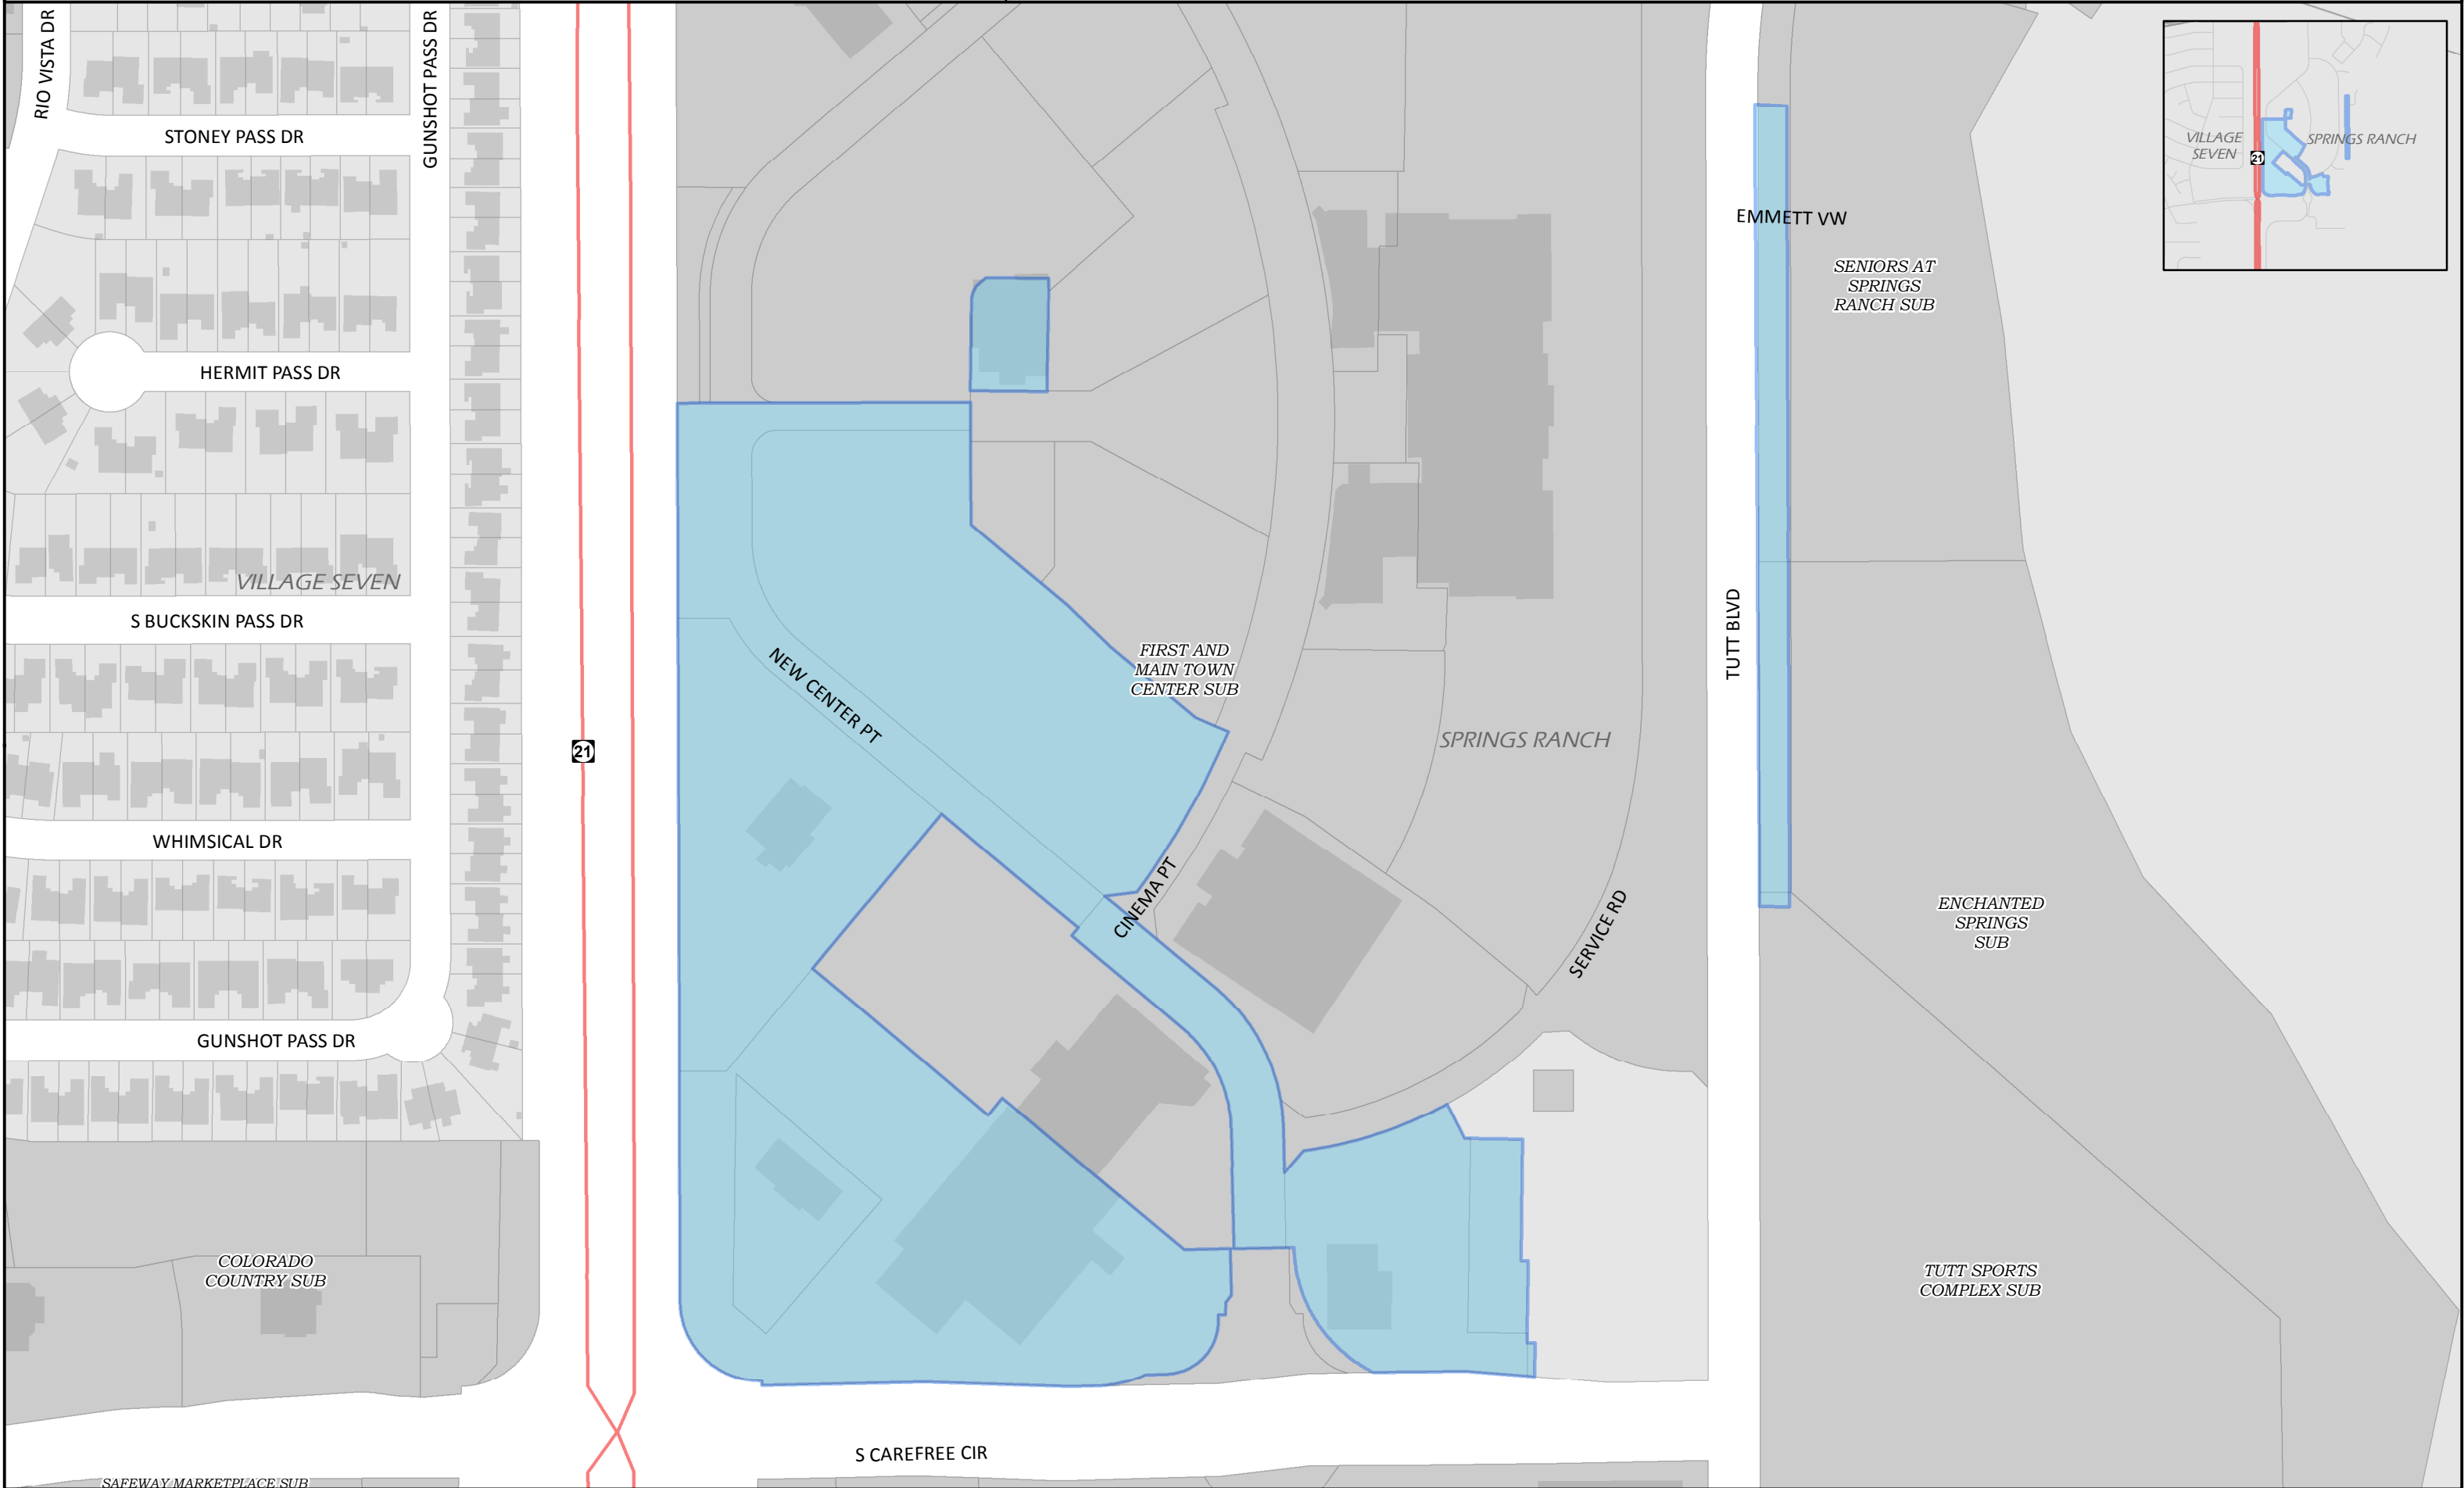 RIO VISTA DR
GUNSHOT PASS DR
STONEY PASS DR
VILLAGE
SEVEN
SPRINGS RANCH
21
EMMETT VW
SENIORS AT
SPRINGS
RANCH SUB
HERMIT PASS DR
VILLAGE SEVEN
S BUCKSKIN PASS DR
TUTT BLVD
FIRST AND
MAIN TOWN
CENTER SUB
NEW CENTER PT
SPRINGS RANCH
21
WHIMSICAL DR
CINEMA PT
SERVICE RD
ENCHANTED
SPRINGS
SUB
GUNSHOT PASS DR
COLORADO
COUNTRY SUB
TUTT SPORTS
COMPLEX SUB
S CAREFREE CIR
SAFEWAY MARKETPLACE SUB